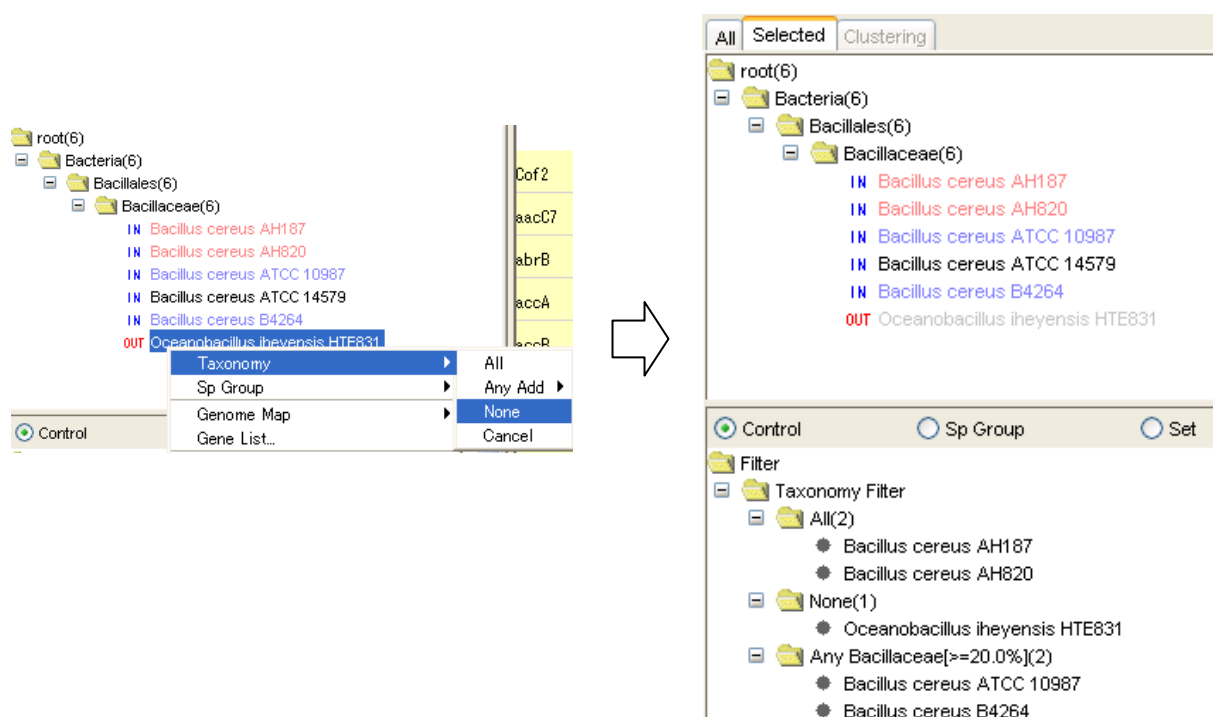 root(6)
Bacteria(6)
Bacillales(6)
Bacillaceae(6)
IN Bacillus cereus AH187
IN Bacillus cereus AH820
IN Bacillus cereus ATCC 10987
IN Bacillus cereus ATCC 14579
IN Bacillus cereus B4264
OUT Oceanobacillus iheyensis HTE831
Taxonomy
Sp Group
Genome Map
Gene List...
All
Any Add
None
Cancel
Control
Cof2
aacC7
abrB
accA
accB
All Selected Clustering
root(6)
Bacteria(6)
Bacillales(6)
Bacillaceae(6)
IN Bacillus cereus AH187
IN Bacillus cereus AH820
IN Bacillus cereus ATCC 10987
IN Bacillus cereus ATCC 14579
IN Bacillus cereus B4264
OUT Oceanobacillus iheyensis HTE831
Control Sp Group Set
Filter
Taxonomy Filter
All(2)
Bacillus cereus AH187
Bacillus cereus AH820
None(1)
Oceanobacillus iheyensis HTE831
Any Bacillaceae[>=20.0%](2)
Bacillus cereus ATCC 10987
Bacillus cereus B4264